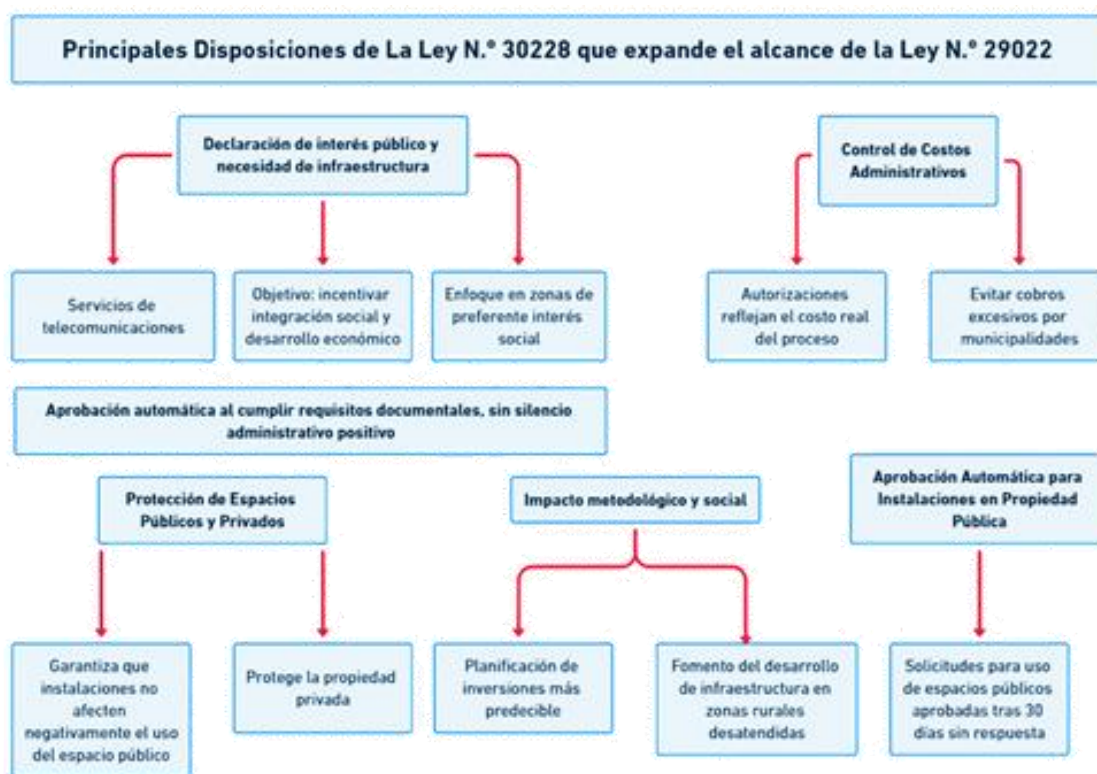 Principales Disposiciones de La Ley N.° 30228 que expande el alcance de la Ley N.° 29022
Declaración de interés público y
necesidad de infraestructura
Control de Costos
Administrativos
Servicios de
telecomunicaciones
Objetivo: incentivar
integración social y
desarrollo económico
Enfoque en zonas de
preferente interés
social
Autorizaciones
reflejan el costo real
del proceso
Evitar cobros
excesivos por
municipalidades
Aprobación automática al cumplir requisitos documentales, sin silencio
administrativo positivo
Protección de Espacios
Públicos y Privados
Impacto metodológico y social
Aprobación Automática para
Instalaciones en Propiedad
Pública
Garantiza que
instalaciones no
afecten
negativamente el uso
del espacio público
Protege la propiedad
privada
Planificación de
inversiones más
predecible
Fomento del desarrollo
de infraestructura en
zonas rurales
desatendidas
Solicitudes para uso
de espacios públicos
aprobadas tras 30
días sin respuesta